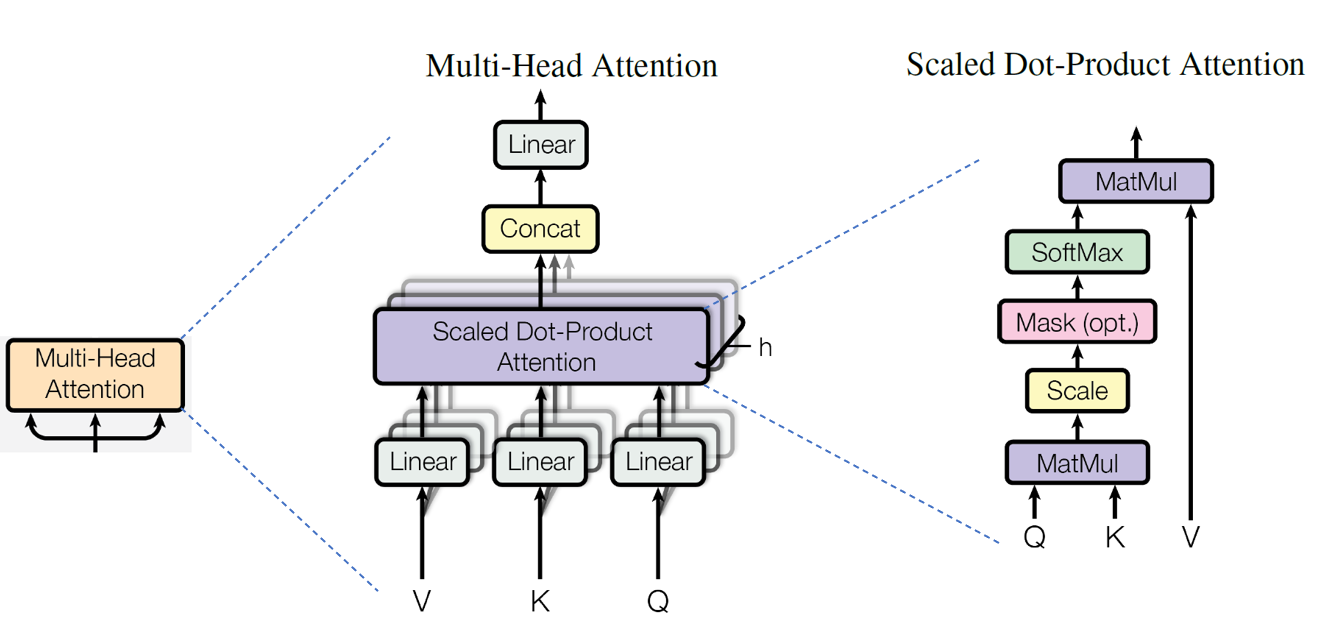 Multi-Head
Attention
Multi-Head Attention
Linear
Concat
Scaled Dot-Product
Attention
h
Linear
Linear
Linear
V
K
Q
Scaled Dot-Product Attention
MatMul
SoftMax
Mask (opt.)
Scale
MatMul
Q
K
V